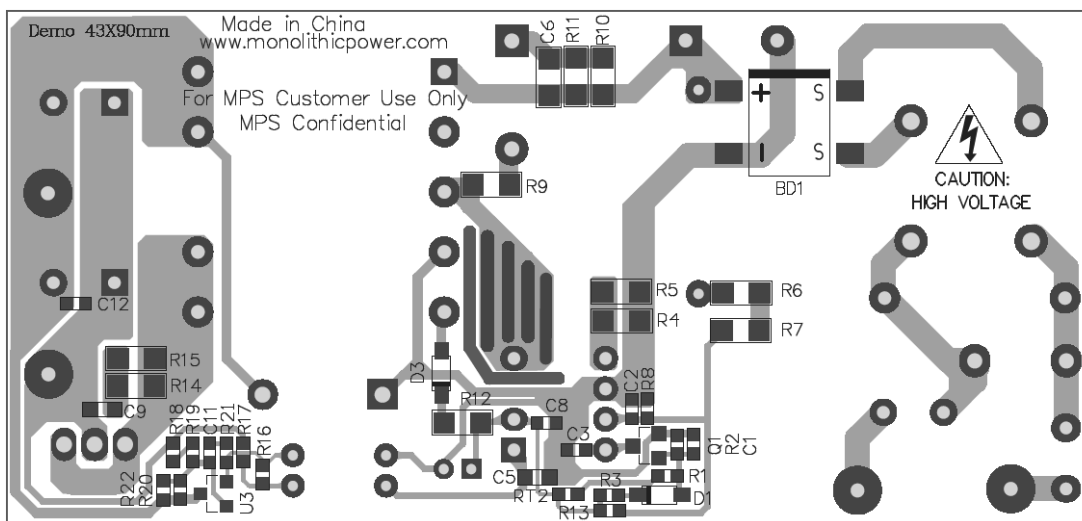 Demo 43X90mm
Made in China
www.monolithicpower.com
For MPS Customer Use Only
MPS Confidential
C6
R11
R10
+
S
-
S
BD1
CAUTION:
HIGH VOLTAGE
R9
C12
R5
R4
R6
R7
R15
R14
C9
D3
R12
C8
C2
R8
R18
R19
C11
R21
R17
R16
C3
Q1
R2
C1
R22
R20
U3
C5
RT2
R3
R13
R1
D1